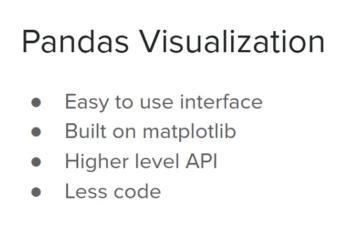 Pandas Visualization
● Easy to use interface
● Built on matplotlib
● Higher level API
● Less code